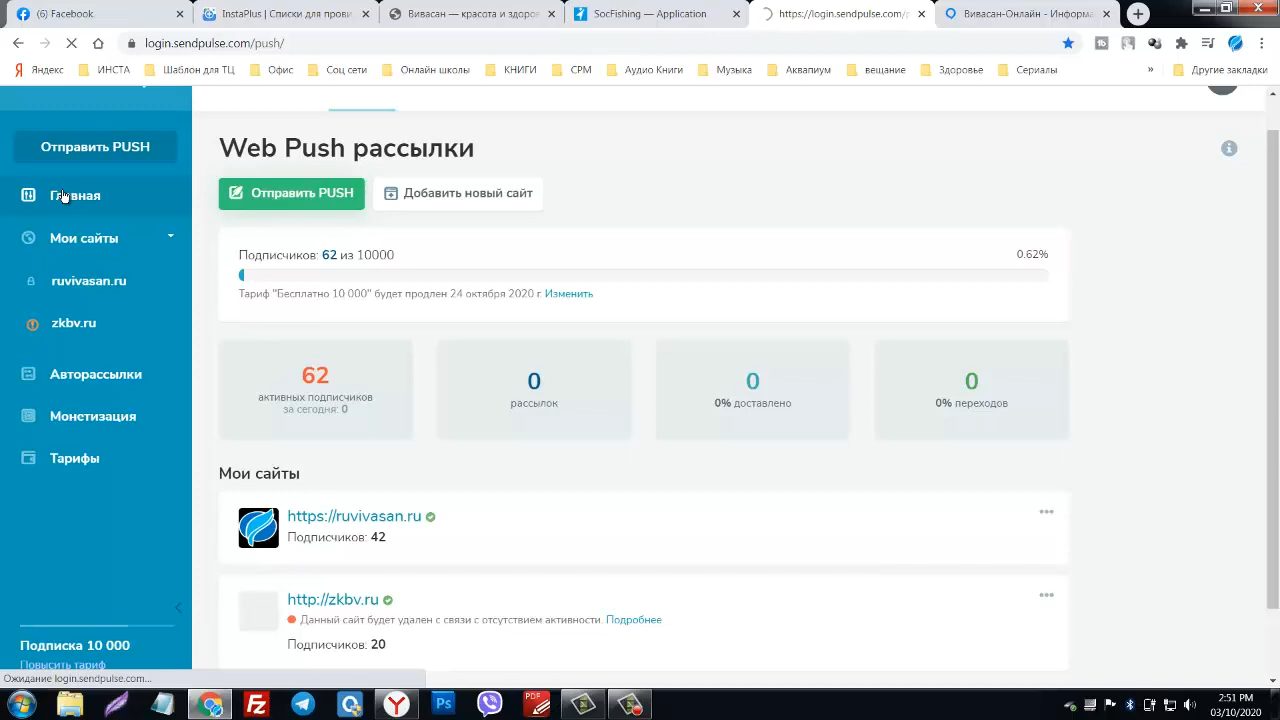 (6) Facebook
InstaPlus | Списки для прови
Вивасан — красота, здоро
SocFishing — Application
https://login.sendpulse.com/pu
Вивасан-Онлайн - Информа
login.sendpulse.com/push/
Яндекс
ИНСТА
Шаблон для ТЦ
Офис
Соц сети
Онлайн школы
КНИГИ
СРМ
Аудио Книги
Музыка
Аквапиум
вещание
Здоровье
Сериалы
»
Другие закладки
Отправить PUSH
Главная
Мои сайты
ruvivasan.ru
zkbv.ru
Авторассылки
Монетизация
Тарифы
Подписка 10 000
Повысить тариф
Web Push рассылки
Отправить PUSH
Добавить новый сайт
Подписчиков: 62 из 10000
0.62%
Тариф "Бесплатно 10 000" будет продлен 24 октября 2020 г. Изменить
62
активных подписчиков
за сегодня: 0
0
рассылок
0
0% доставлено
0
0% переходов
Мои сайты
https://ruvivasan.ru
Подписчиков: 42
http://zkbv.ru
Данный сайт будет удален с связи с отсутствием активности. Подробнее
Подписчиков: 20
Ожидание login.sendpulse.com...
2:51 PM
03/10/2020